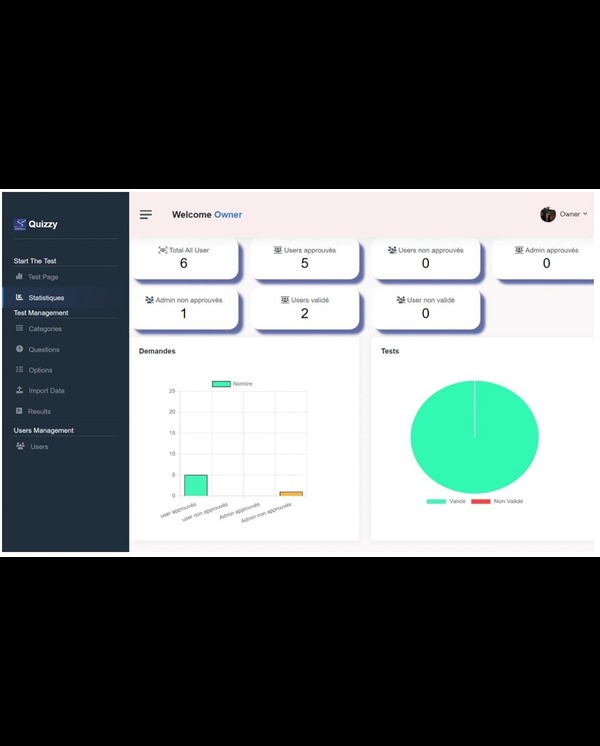 Quizzy
Start The Test
Test Page
Statistiques
Test Management
Categories
Questions
Options
Import Data
Results
Users Management
Users
Welcome Owner
Owner
Total All User
6
Users approuvés
5
Users non approuvés
0
Admin approuvés
0
Admin non approuvés
1
Users validé
2
User non validé
0
Demandes
Nombre
25
20
15
10
5
0
user approuvés
user non approuvés
Admin approuvés
Admin non approuvés
Tests
Validé
Non Validé